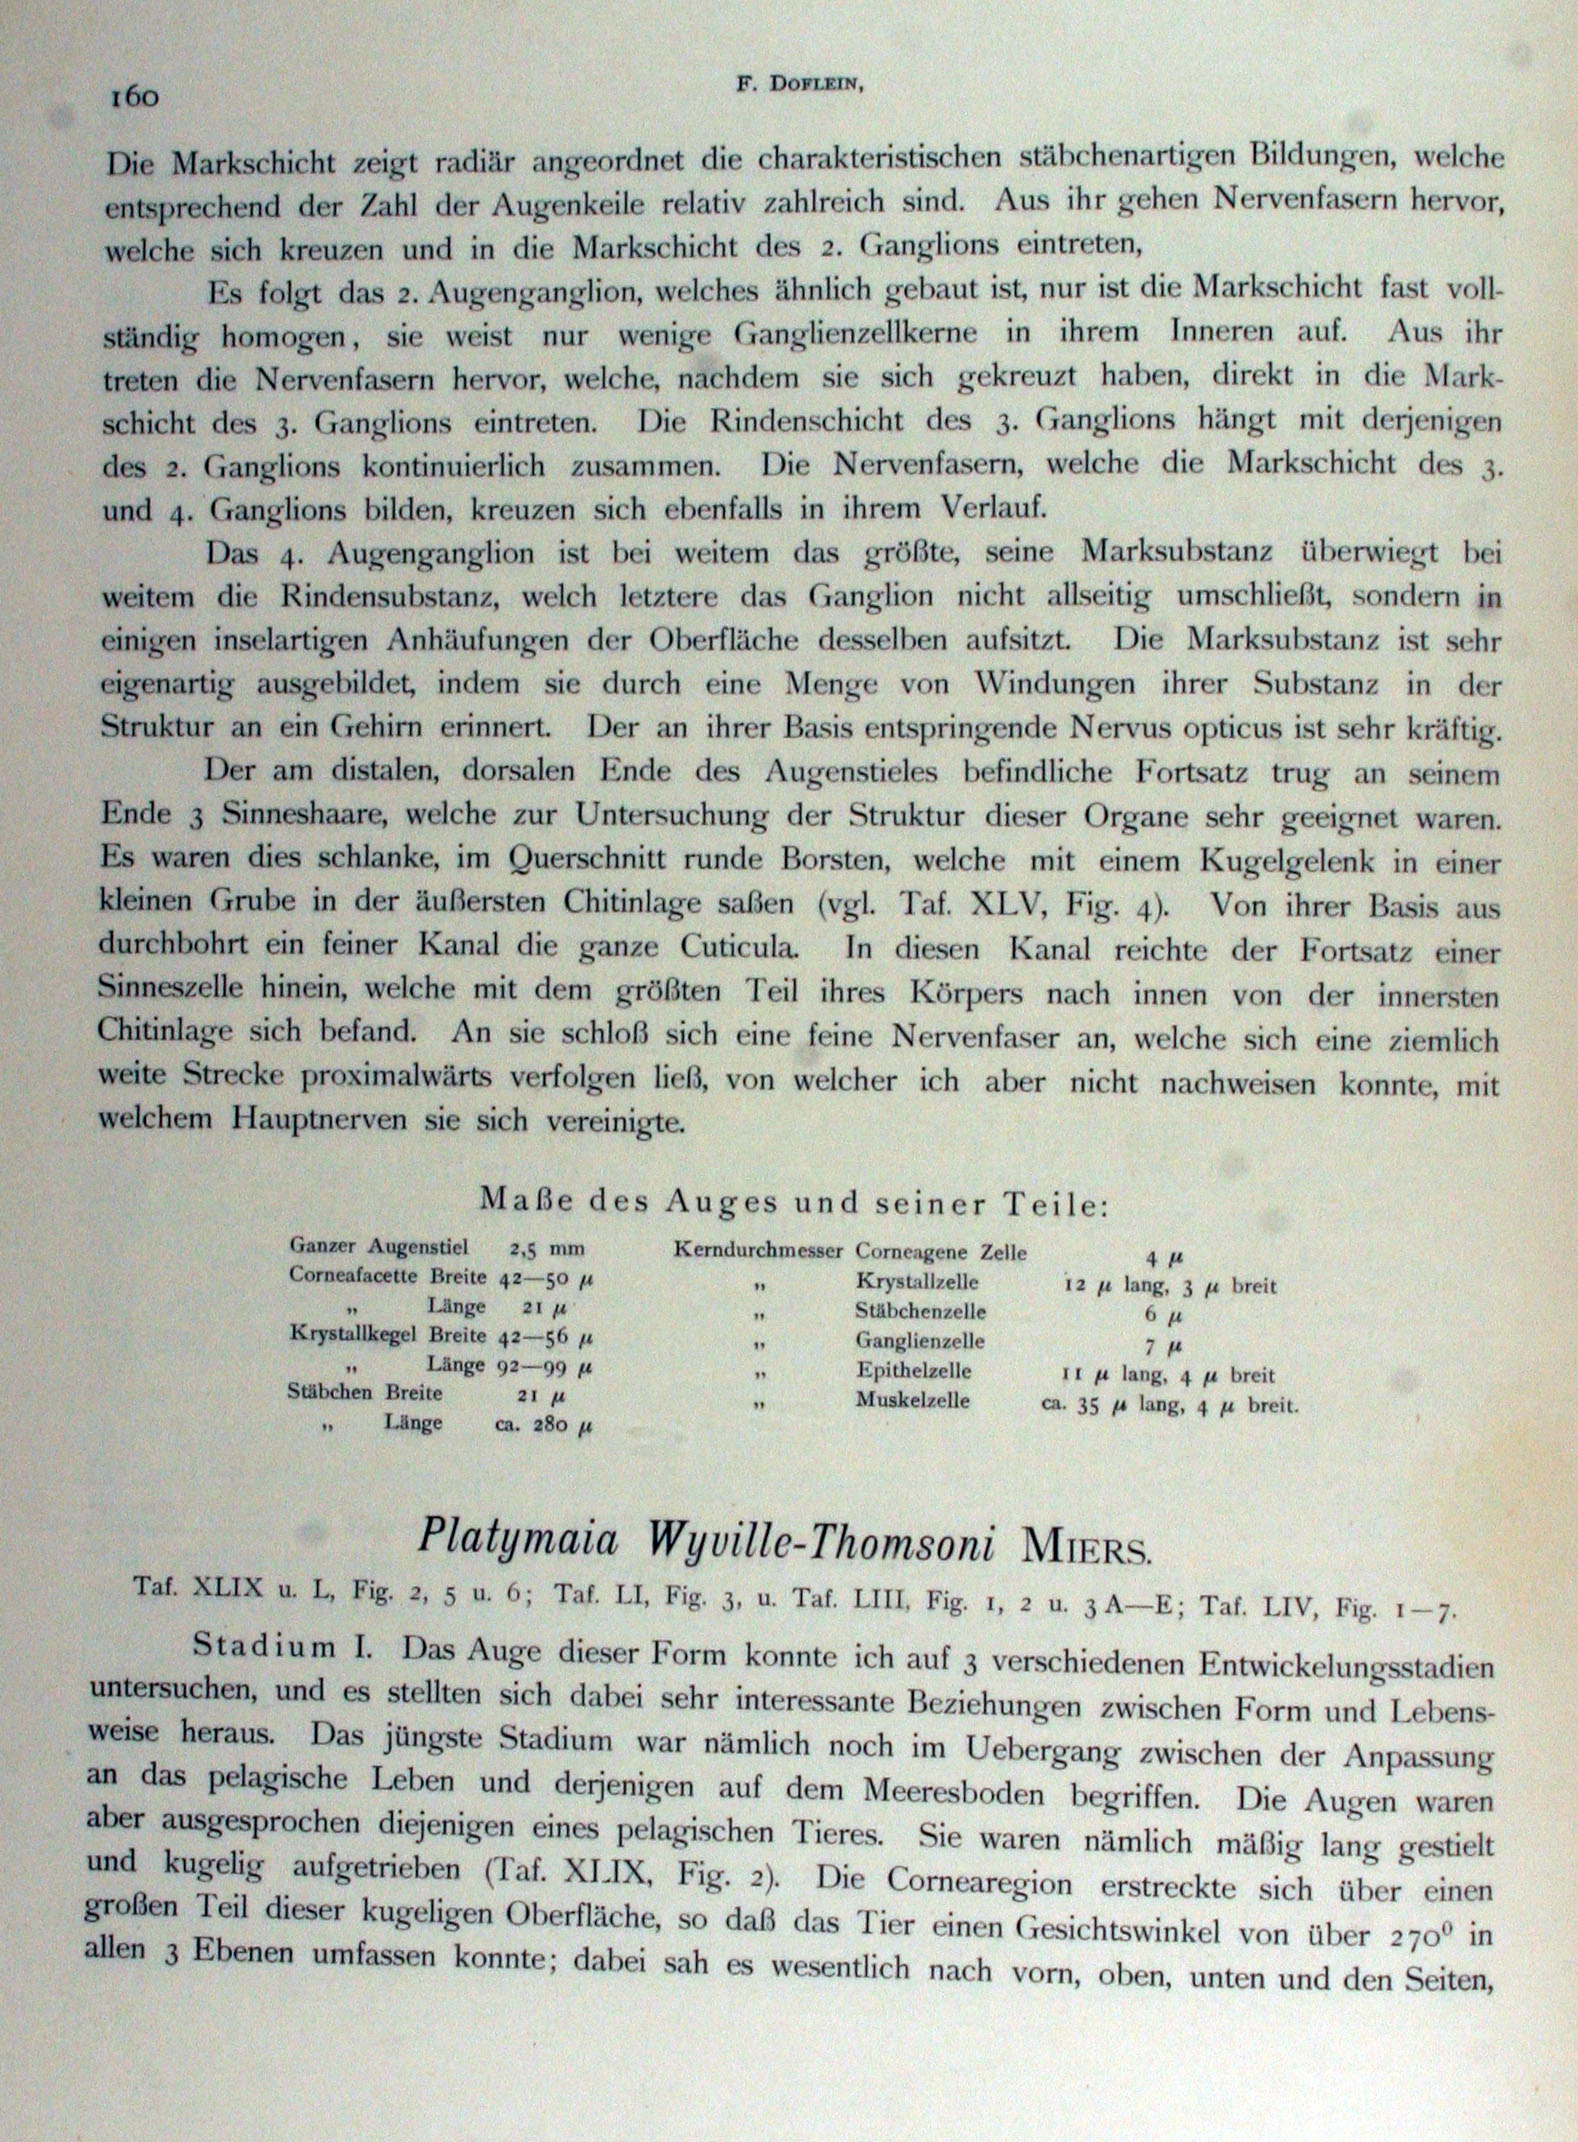 160
F. DOFLEIN,
Die Markschicht zeigt radiär angeordnet die charakteristischen stäbchenartigen Bildungen, welche
entsprechend der Zahl der Augenkeile relativ zahlreich sind. Aus ihr gehen Nervenfasern hervor,
welche sich kreuzen und in die Markschicht des 2. Ganglions eintreten,
Es folgt das 2. Augenganglion, welches ähnlich gebaut ist, nur ist die Markschicht fast voll-
ständig homogen, sie weist nur wenige Ganglienzellkerne in ihrem Inneren auf. Aus ihr
treten die Nervenfasern hervor, welche, nachdem sie sich gekreuzt haben, direkt in die Mark-
schicht des 3. Ganglions eintreten. Die Rindenschicht des 3. Ganglions hängt mit derjenigen
des 2. Ganglions kontinuierlich zusammen. Die Nervenfasern, welche die Markschicht des 3.
und 4. Ganglions bilden, kreuzen sich ebenfalls in ihrem Verlauf.
Das 4. Augenganglion ist bei weitem das größte, seine Marksubstanz überwiegt bei
weitem die Rindensubstanz, welch letztere das Ganglion nicht allseitig umschließt, sondern in
einigen inselartigen Anhäufungen der Oberfläche desselben aufsitzt. Die Marksubstanz ist sehr
eigenartig ausgebildet, indem sie durch eine Menge von Windungen ihrer Substanz in der
Struktur an ein Gehirn erinnert. Der an ihrer Basis entspringende Nervus opticus ist sehr kräftig.
Der am distalen, dorsalen Ende des Augenstieles befindliche Fortsatz trug an seinem
Ende 3 Sinneshaare, welche zur Untersuchung der Struktur dieser Organe sehr geeignet waren.
Es waren dies schlanke, im Querschnitt runde Borsten, welche mit einem Kugelgelenk in einer
kleinen Grube in der äußersten Chitinlage saßen (vgl. Taf. XLV, Fig. 4). Von ihrer Basis aus
durchbohrt ein feiner Kanal die ganze Cuticula. In diesen Kanal reichte der Fortsatz einer
Sinneszelle hinein, welche mit dem größten Teil ihres Körpers nach innen von der innersten
Chitinlage sich befand. An sie schloß sich eine feine Nervenfaser an, welche sich eine ziemlich
weite Strecke proximalwärts verfolgen ließ, von welcher ich aber nicht nachweisen konnte, mit
welchem Hauptnerven sie sich vereinigte.
Maße des Auges und seiner Teile:
Ganzer Augenstiel 2,5 mm Kerndurchmesser Corneagene Zelle 4 µ
Corneafacette Breite 42—50 µ „ Krystallzelle 12 µ lang, 3 µ breit
„ Länge 21 µ „ Stäbchenzelle 6 µ
Krystallkegel Breite 42—56 µ „ Ganglienzelle 7 µ
„ Länge 92—99 µ „ Epithelzelle 11 µ lang, 4 µ breit
Stäbchen Breite 21 µ „ Muskelzelle ca. 35 µ lang, 4 µ breit.
„ Länge ca. 280 µ
Platymaia Wyville-Thomsoni MIERS.
Taf. XLIX u. L, Fig. 2, 5 u. 6; Taf. LI, Fig. 3, u. Taf. LIII, Fig. 1, 2 u. 3 A—E; Taf. LIV, Fig. 1—7.
Stadium I. Das Auge dieser Form konnte ich auf 3 verschiedenen Entwickelungsstadien
untersuchen, und es stellten sich dabei sehr interessante Beziehungen zwischen Form und Lebens-
weise heraus. Das jüngste Stadium war nämlich noch im Uebergang zwischen der Anpassung
an das pelagische Leben und derjenigen auf dem Meeresboden begriffen. Die Augen waren
aber ausgesprochen diejenigen eines pelagischen Tieres. Sie waren nämlich mäßig lang gestielt
und kugelig aufgetrieben (Taf. XLIX, Fig. 2). Die Cornearegion erstreckte sich über einen
großen Teil dieser kugeligen Oberfläche, so daß das Tier einen Gesichtswinkel von über 270⁰ in
allen 3 Ebenen umfassen konnte; dabei sah es wesentlich nach vorn, oben, unten und den Seiten,